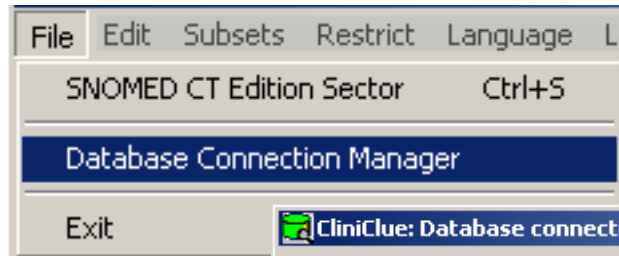 File Edit Subsets Restrict Language L
SNOMED CT Edition Sector Ctrl+S
Database Connection Manager
Exit
CliniClue: Database connect